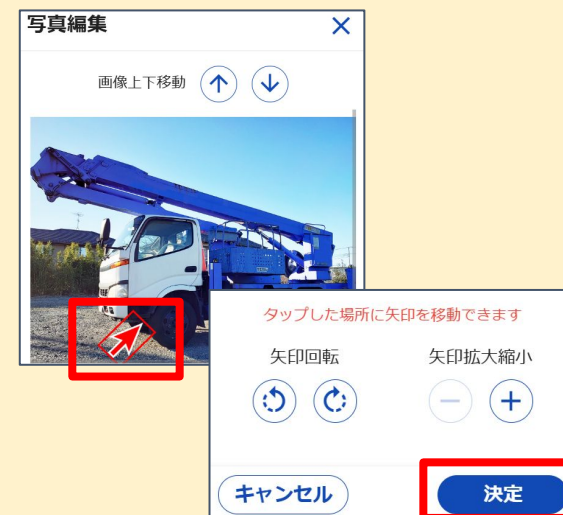 写真編集
画像上下移動
タップした場所に矢印を移動できます
矢印回転
矢印拡大縮小
キャンセル
決定